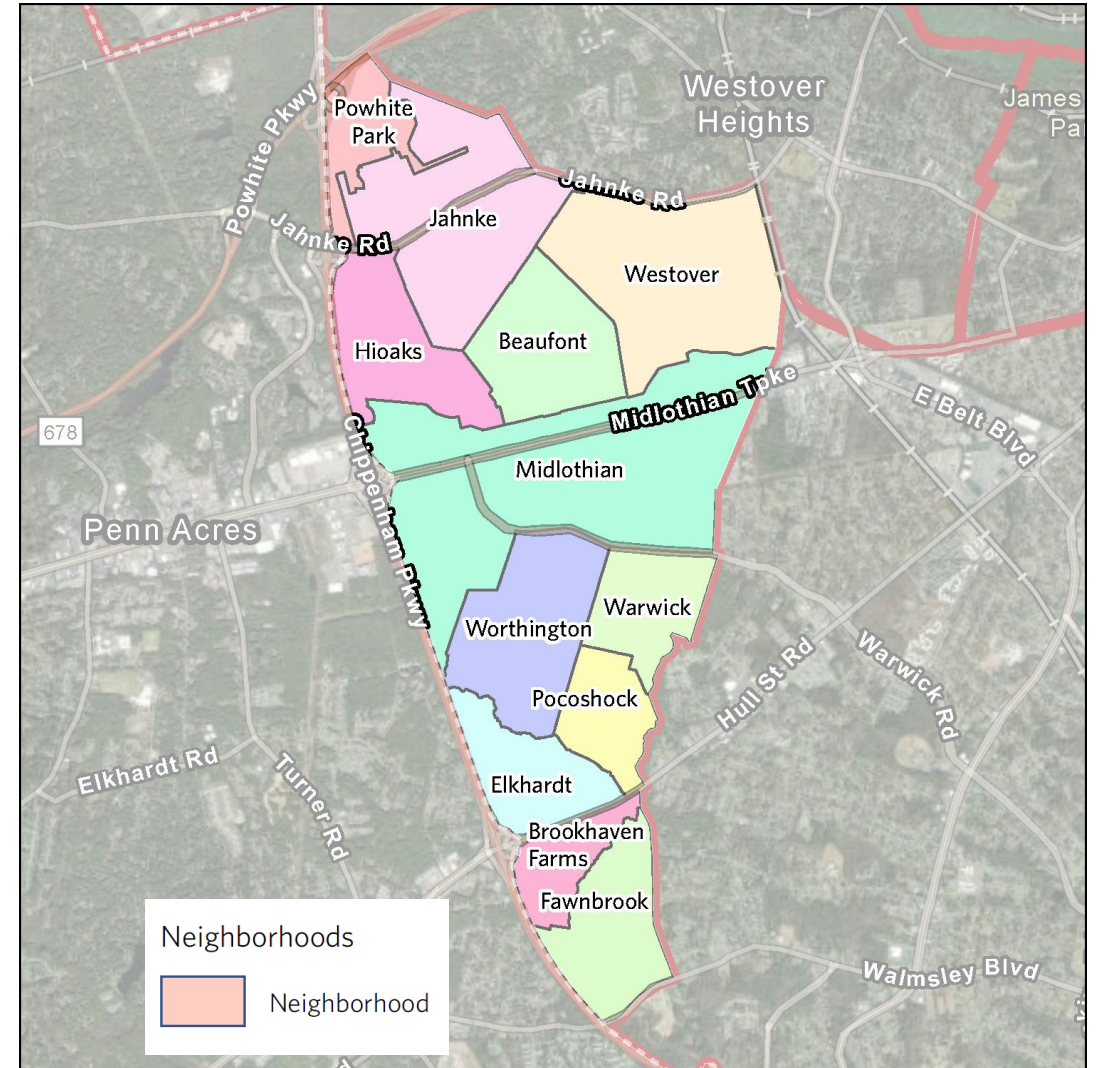 Westover
Heights
James
Pa
Powhite Pkwy
Powhite
Park
Jahnke Rd
Jahnke Rd
Jahnke
Westover
Beaufont
Hioaks
Midlothian Tpke
E Belt Blvd
678
Chippenham Pkwy
Midlothian
Penn Acres
Warwick
Worthington
Hull St Rd
Warwick Rd
Pocoshock
Elkhardt Rd
Turner Rd
Elkhardt
Brookhaven
Farms
Fawnbrook
Walmsley Blvd
Neighborhoods
Neighborhood